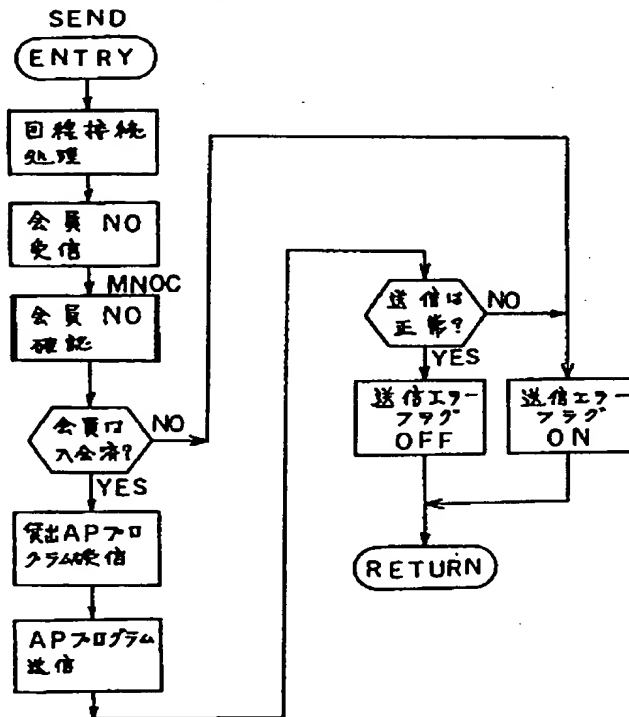 SEND
ENTRY
回線接続
処理
会員 NO
受信
MNOC
会員 NO
確認
会員は
入会済?
NO
YES
貸出APプロ
グラム受信
APプログラム
送信
送信は
正常?
NO
YES
送信エラー
フラグ
OFF
送信エラー
フラグ
ON
RETURN